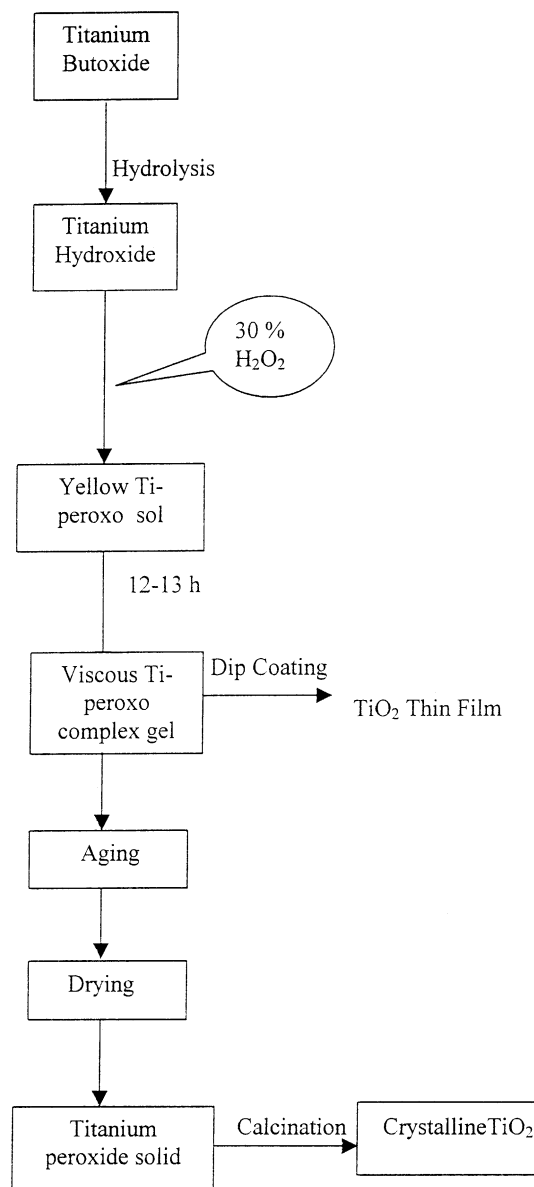 Titanium
Butoxide
Hydrolysis
Titanium
Hydroxide
30 %
H₂O₂
Yellow Ti-
peroxo sol
12-13 h
Viscous Ti-
peroxo
complex gel
Dip Coating
TiO₂ Thin Film
Aging
Drying
Titanium
peroxide solid
Calcination
CrystallineTiO₂